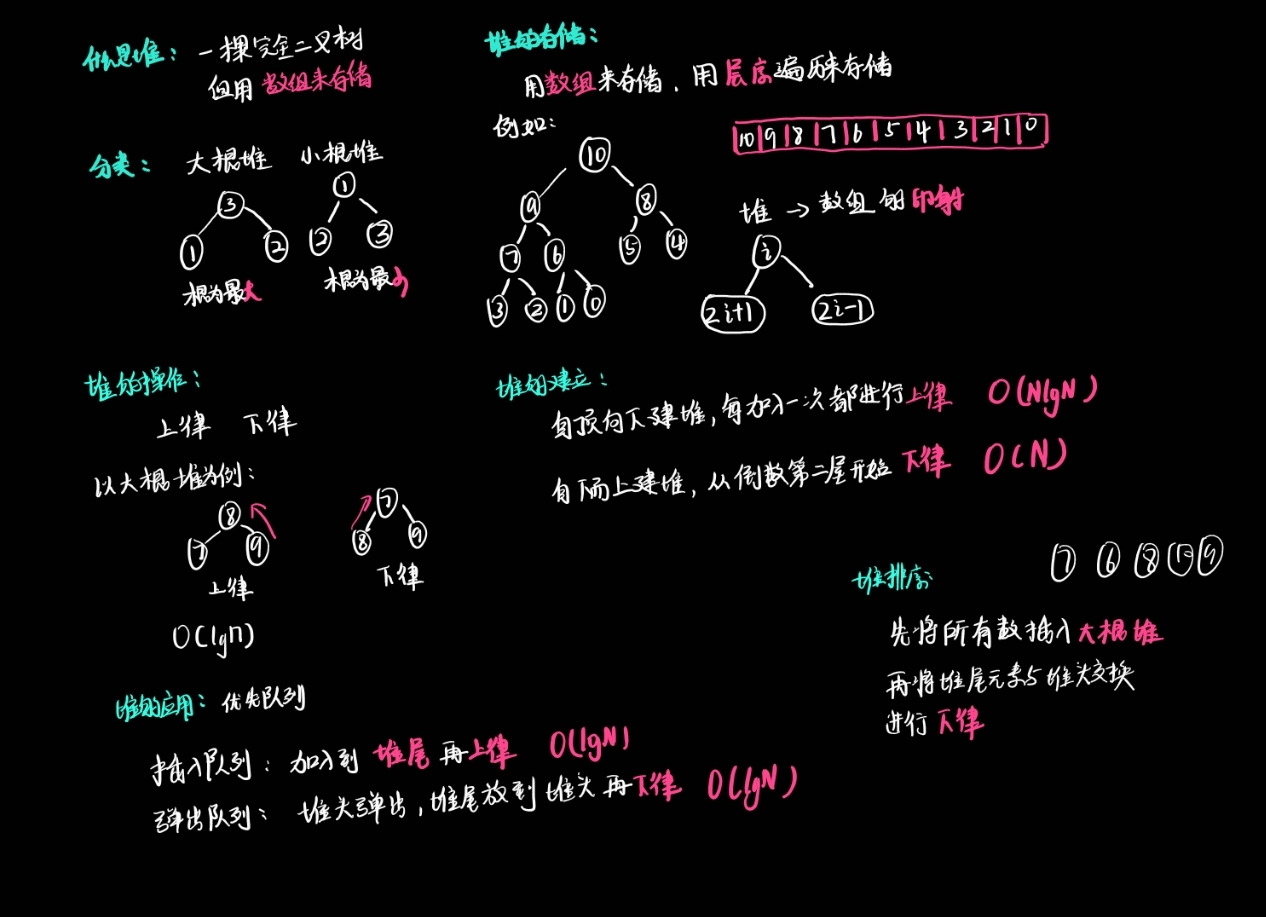 什么是堆：一棵完全二叉树
但用数组来存储
分类：大根堆 小根堆
3
1 2
根为最大
1
2 3
根为最小
堆的存储：
用数组来存储，用层序遍历来存储
例如：
10 9 8 7 6 5 4 3 2 1 0
10
9 8
7 6 5 4
3 2 1 0
堆→数组的映射
i
2i+1 2i-1
堆的操作：
上律 下律
以大根堆为例：
8
7 9
上律
7
8 9
下律
O(lgn)
堆的建立：
自顶向下建堆，每加入一次都进行上律 O(NlgN)
自下而上建堆，从倒数第二层开始 下律 O(N)
堆的应用：优先队列
插入队列：加入到 堆尾 再上律 O(lgN)
弹出队列：堆头弹出，堆尾放到堆头再下律 O(lgN)
堆排序：
7 6 8 5 9
先将所有数插入大根堆
再将堆尾元素与堆头交换
进行下律